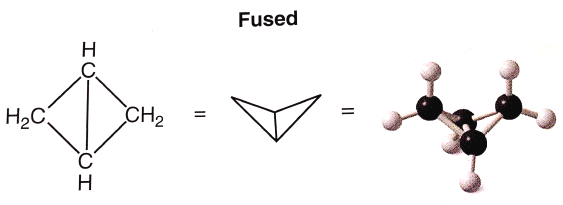 Fused
H
C
H₂C CH₂ = =
C
H